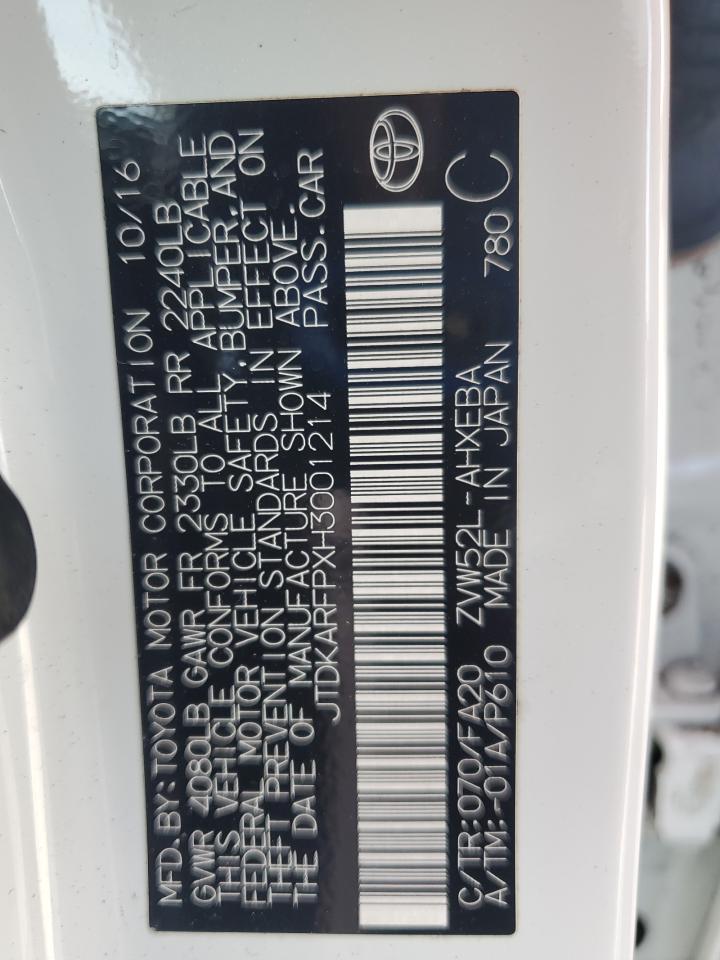 MFD.BY:TOYOTA MOTOR CORPORATION 10/16
GVWR 4080LB GAWR FR 2330LB RR 2240LB
THIS VEHICLE CONFORMS TO ALL APPLICABLE
FEDERAL MOTOR VEHICLE SAFETY.BUMPER,AND
THEFT PREVENTION STANDARDS IN EFFECT ON
THE DATE OF MANUFACTURE SHOWN ABOVE.
JTDKARFPXH3001214 PASS.CAR
C/TR:070/FA20 ZVW52L-AHXEBA C
A/TM:-01A/P610 MADE IN JAPAN 780